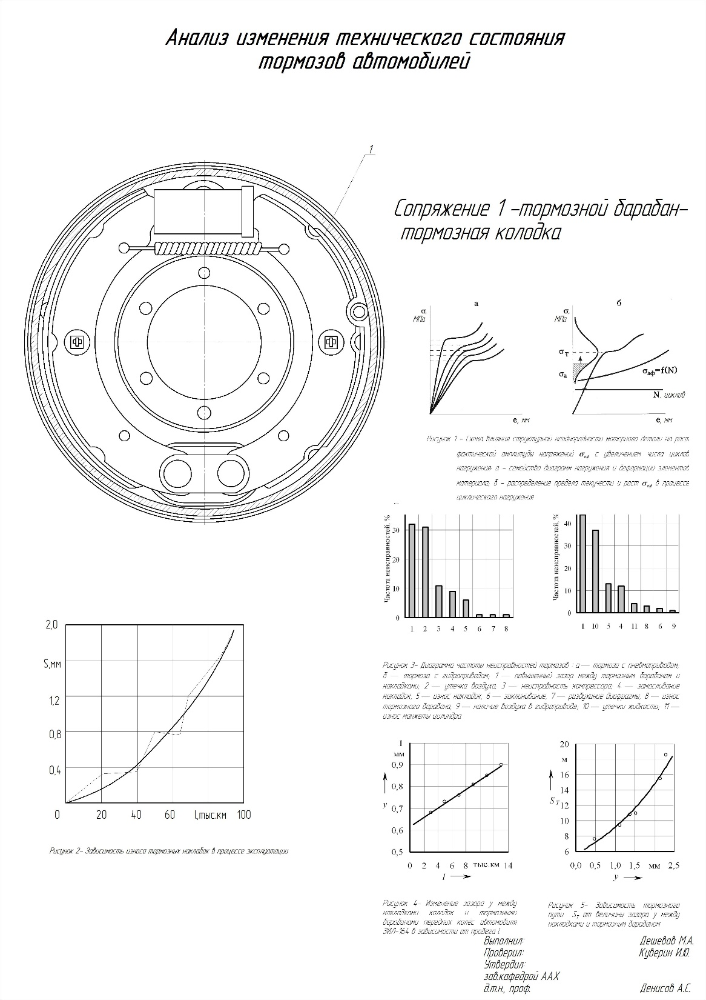 Анализ изменения технического состояния
тормозов автомобилей
1
Сопряжение 1 -тормозной барабан-
тормозная колодка
а
σ,
МПа
е, мм
б
σ,
МПа
σт
σа
σаф=f(N)
N, циклов
е, мм
Рисунок 1 - Схема влияния структурной неоднородности материала детали на рост
фактической амплитуды напряжений σаф с увеличением числа циклов
нагружения: а - семейство диаграмм нагружения и деформации элементов
материала; б - распределение предела текучести и рост σаф в процессе
циклического нагружения
Частота неисправностей, %
30
20
10
0
1 2 3 4 5 6 7 8
Частота неисправностей, %
40
30
20
10
0
1 10 5 4 11 8 6 9
Рисунок 3- Диаграмма частоты неисправностей тормозов : а — тормоза с пневмоприводом;
б — тормоза с гидроприводом; 1 — повышенный зазор между тормозным барабаном и
накладками, 2 — утечка воздуха, 3 — неисправность компрессора, 4 — замасливание
накладок, 5 — износ накладок, 6 — заклинивание, 7 — разбухание диафрагмы, 8 — износ
тормозного барабана, 9 — наличие воздуха в гидроприводе, 10 — утечки жидкости, 11 —
износ манжеты цилиндра
2,0
S,мм
1,2
0,8
0,4
0 20 40 60 l,тыс.км 100
Рисунок 2- Зависимость износа тормозных накладок в процессе эксплуатации
1
мм
0,9
0,8
y 0,7
0,6
0,5
0 2 4 6 8 тыс.км 14
l
20
м
16
14
Sт 12
10
8
6
0,0 0,5 1,0 1,5 мм 2,5
y
Рисунок 4- Изменение зазора у между
накладками колодок и тормозными
барабанами передних колес автомобиля
ЗИЛ-164 в зависимости от пробега l
Рисунок 5- Зависимость тормозного
пути Sт от величины зазора у между
накладками и тормозным барабаном
Выполнил: Дешевов М.А.
Проверил: Куверин И.Ю.
Утвердил:
зав.кафедрой ААХ
д.т.н., проф. Денисов А.С.